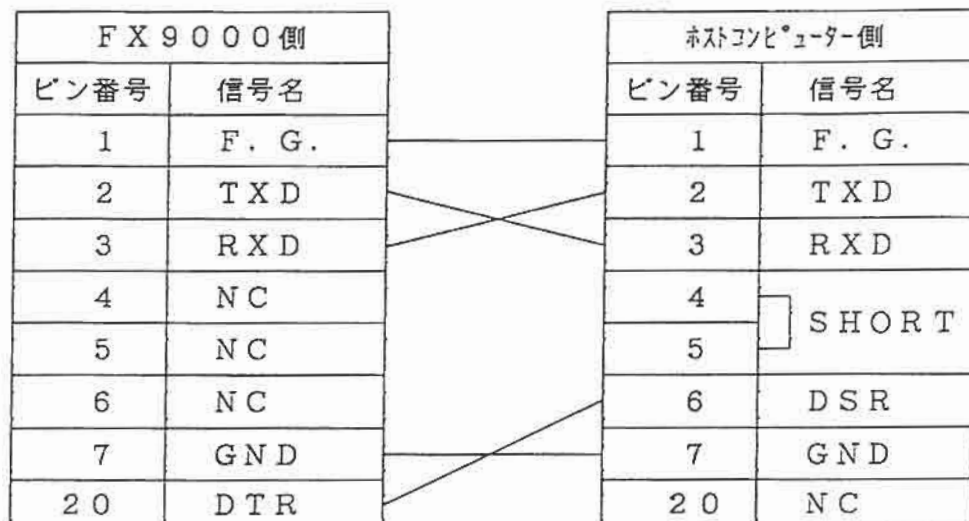 FX9000側
ピン番号 信号名
1 F.G.
2 TXD
3 RXD
4 NC
5 NC
6 NC
7 GND
20 DTR
ホストコンピューター側
ピン番号 信号名
1 F.G.
2 TXD
3 RXD
4
5
SHORT
6 DSR
7 GND
20 NC